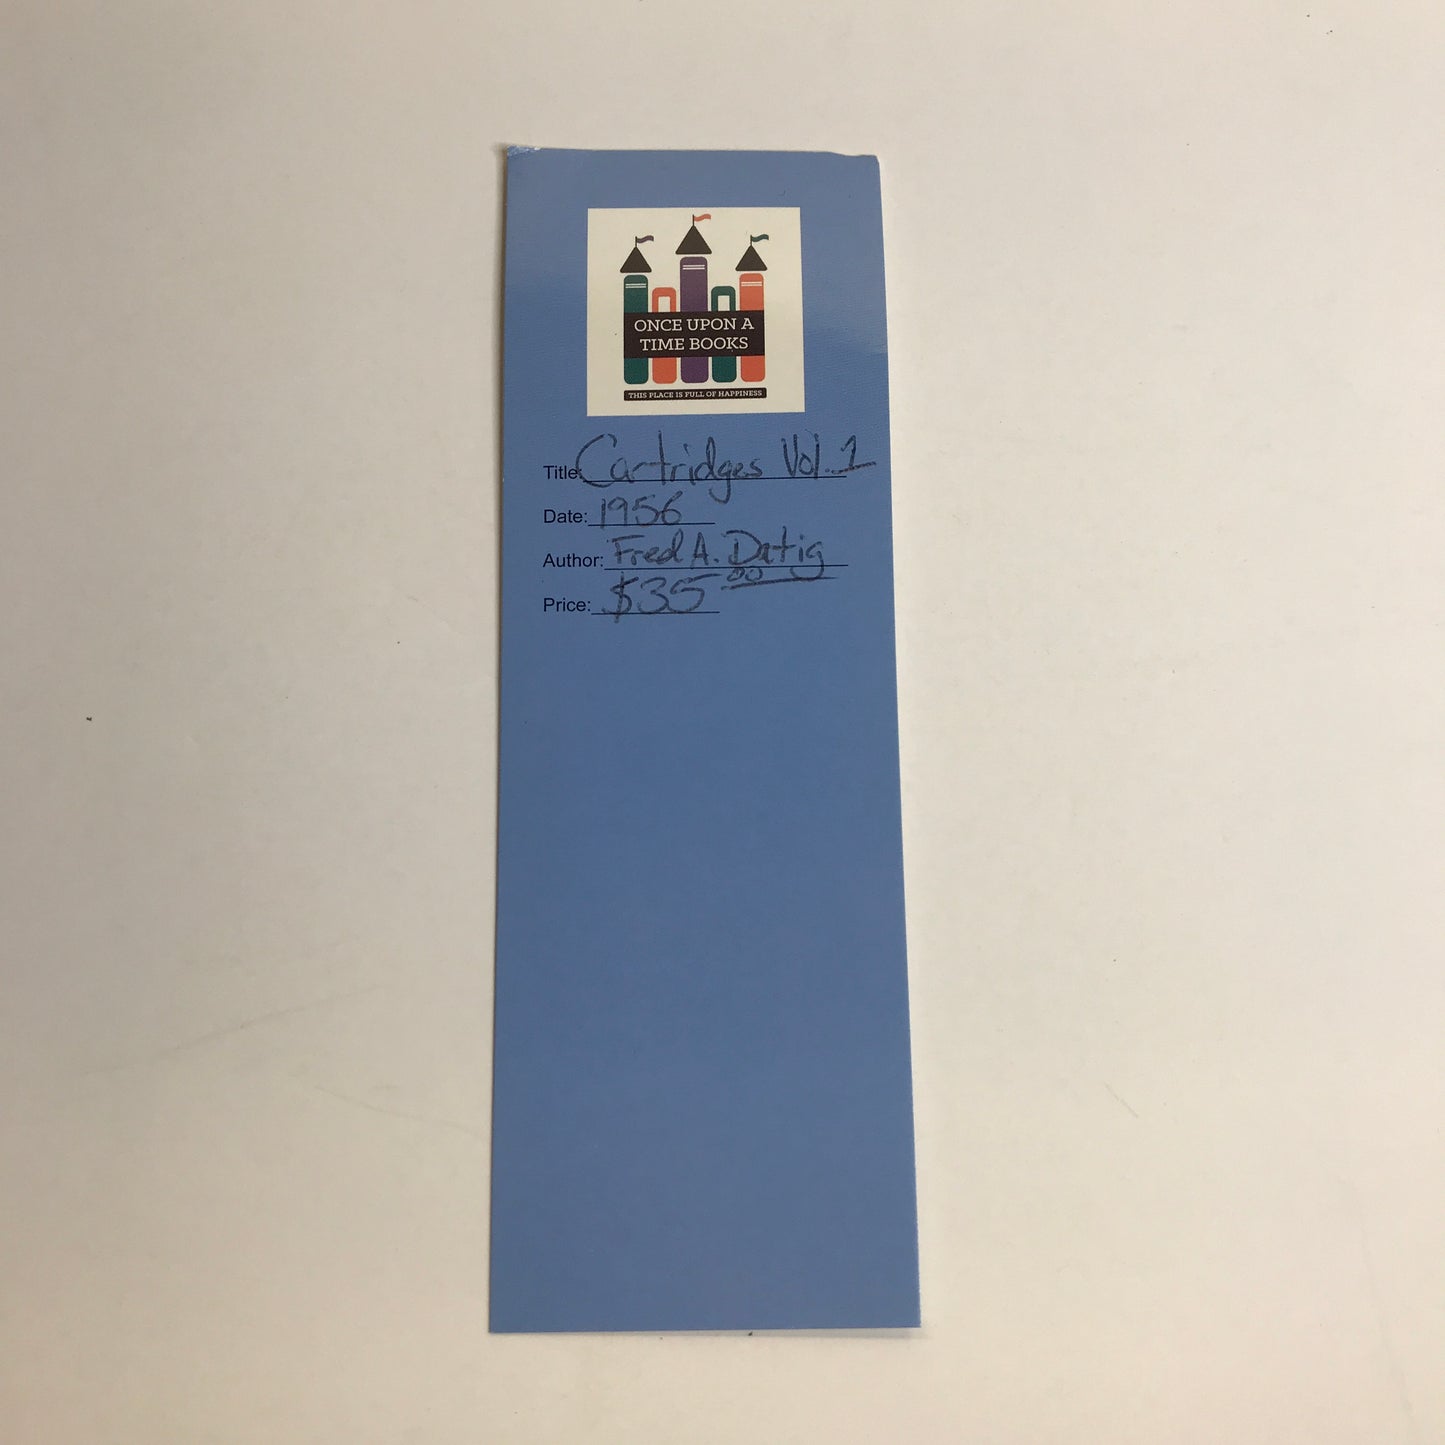 ONCE UPON A
TIME BOOKS
THIS PLACE IS FULL OF HAPPINESS
Title: Cartridges Vol. 1
Date: 1956
Author: Fred A. Datig
Price: $35.00